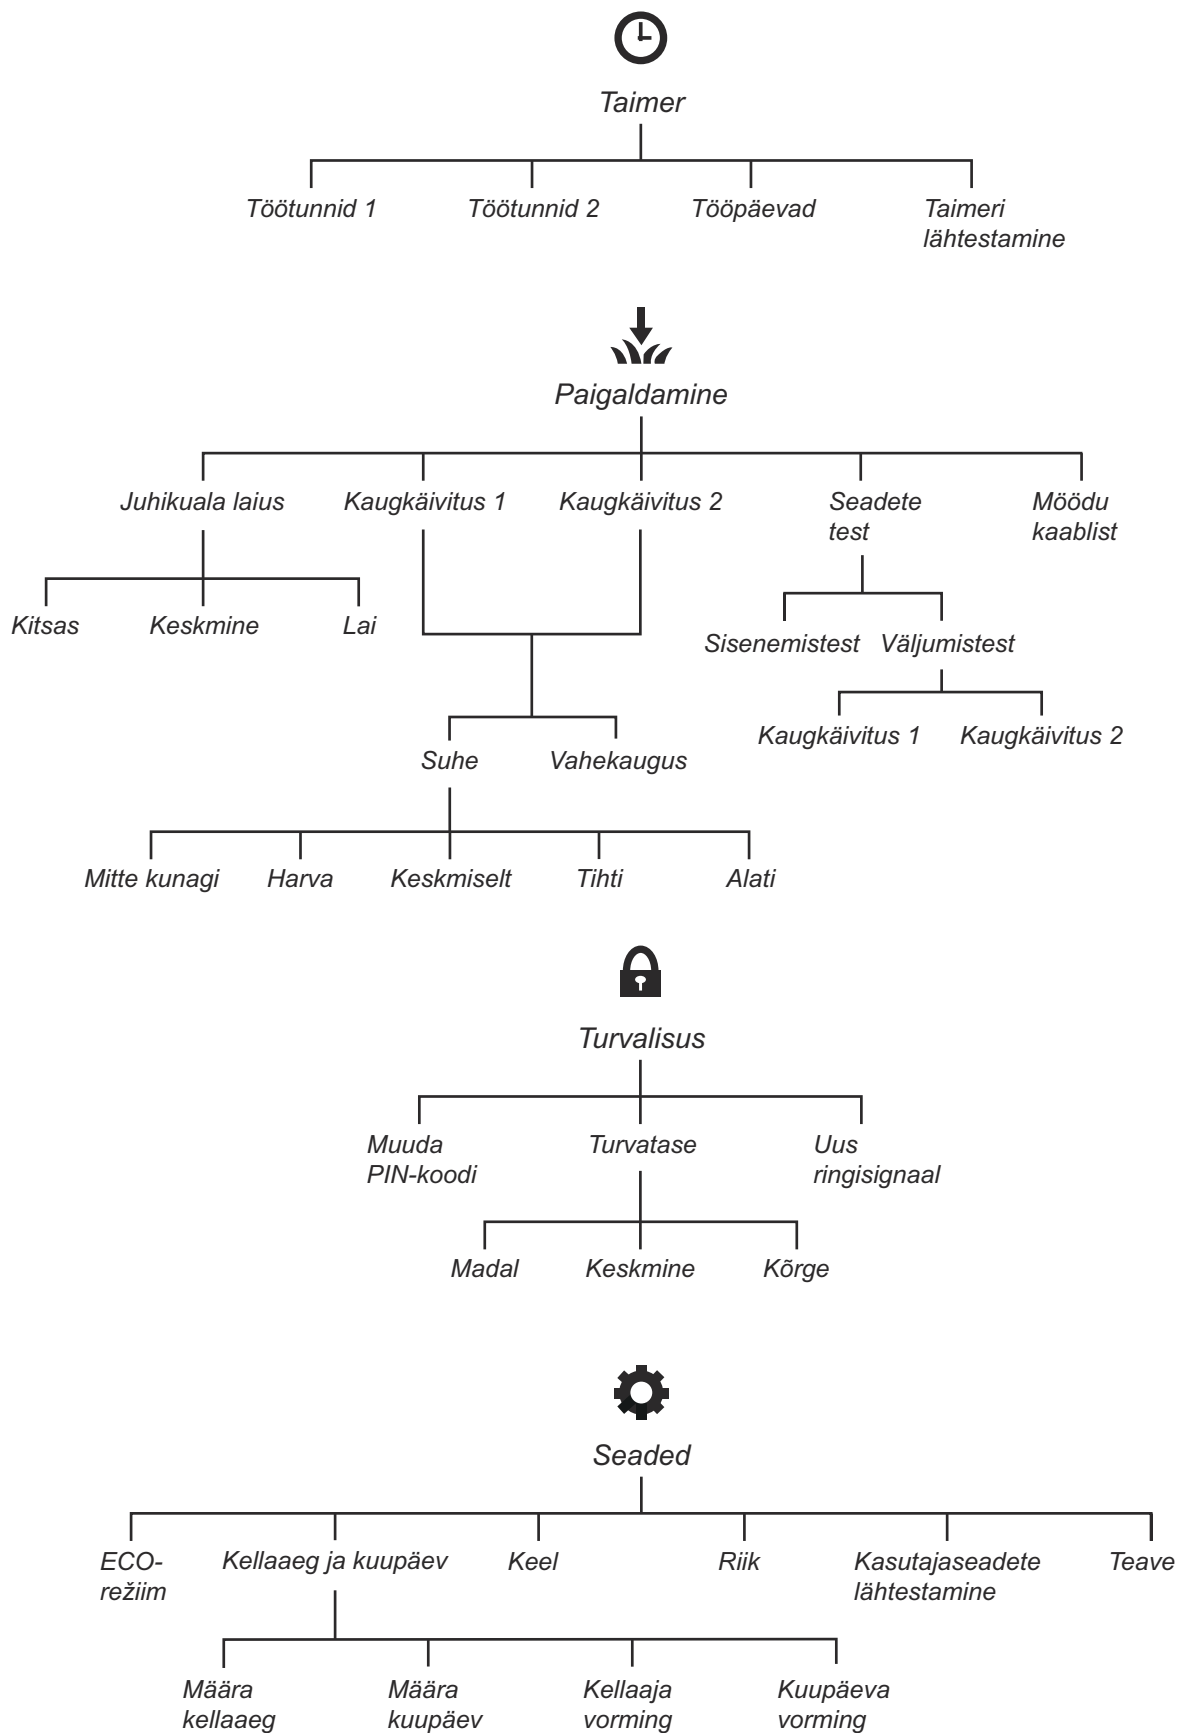 Taimer
Töötunnid 1
Töötunnid 2
Tööpäevad
Taimeri
lähtestamine
Paigaldamine
Juhikuala laius
Kaugkäivitus 1
Kaugkäivitus 2
Seadete
test
Möödu
kaablist
Kitsas
Keskmine
Lai
Sisenemistest
Väljumistest
Kaugkäivitus 1
Kaugkäivitus 2
Suhe
Vahekaugus
Mitte kunagi
Harva
Keskmiselt
Tihti
Alati
Turvalisus
Muuda
PIN-koodi
Turvatase
Uus
ringisignaal
Madal
Keskmine
Kõrge
Seaded
ECO-
režiim
Kellaaeg ja kuupäev
Keel
Riik
Kasutajaseadete
lähtestamine
Teave
Määra
kellaaeg
Määra
kuupäev
Kellaaja
vorming
Kuupäeva
vorming